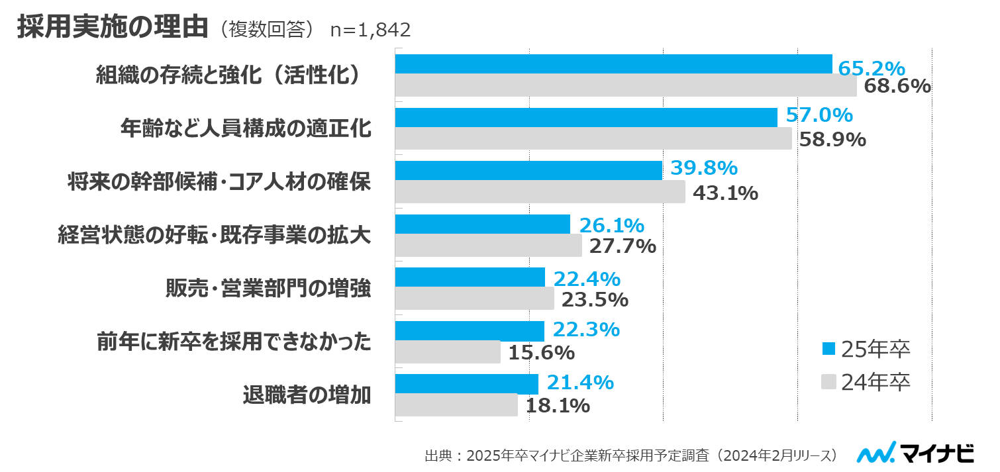 採用実施の理由（複数回答） n=1,842
組織の存続と強化（活性化）
65.2%
68.6%
年齢など人員構成の適正化
57.0%
58.9%
将来の幹部候補・コア人材の確保
39.8%
43.1%
経営状態の好転・既存事業の拡大
26.1%
27.7%
販売・営業部門の増強
22.4%
23.5%
前年に新卒を採用できなかった
22.3%
15.6%
退職者の増加
21.4%
18.1%
25年卒
24年卒
出典：2025年卒マイナビ企業新卒採用予定調査（2024年2月リリース）
マイナビ